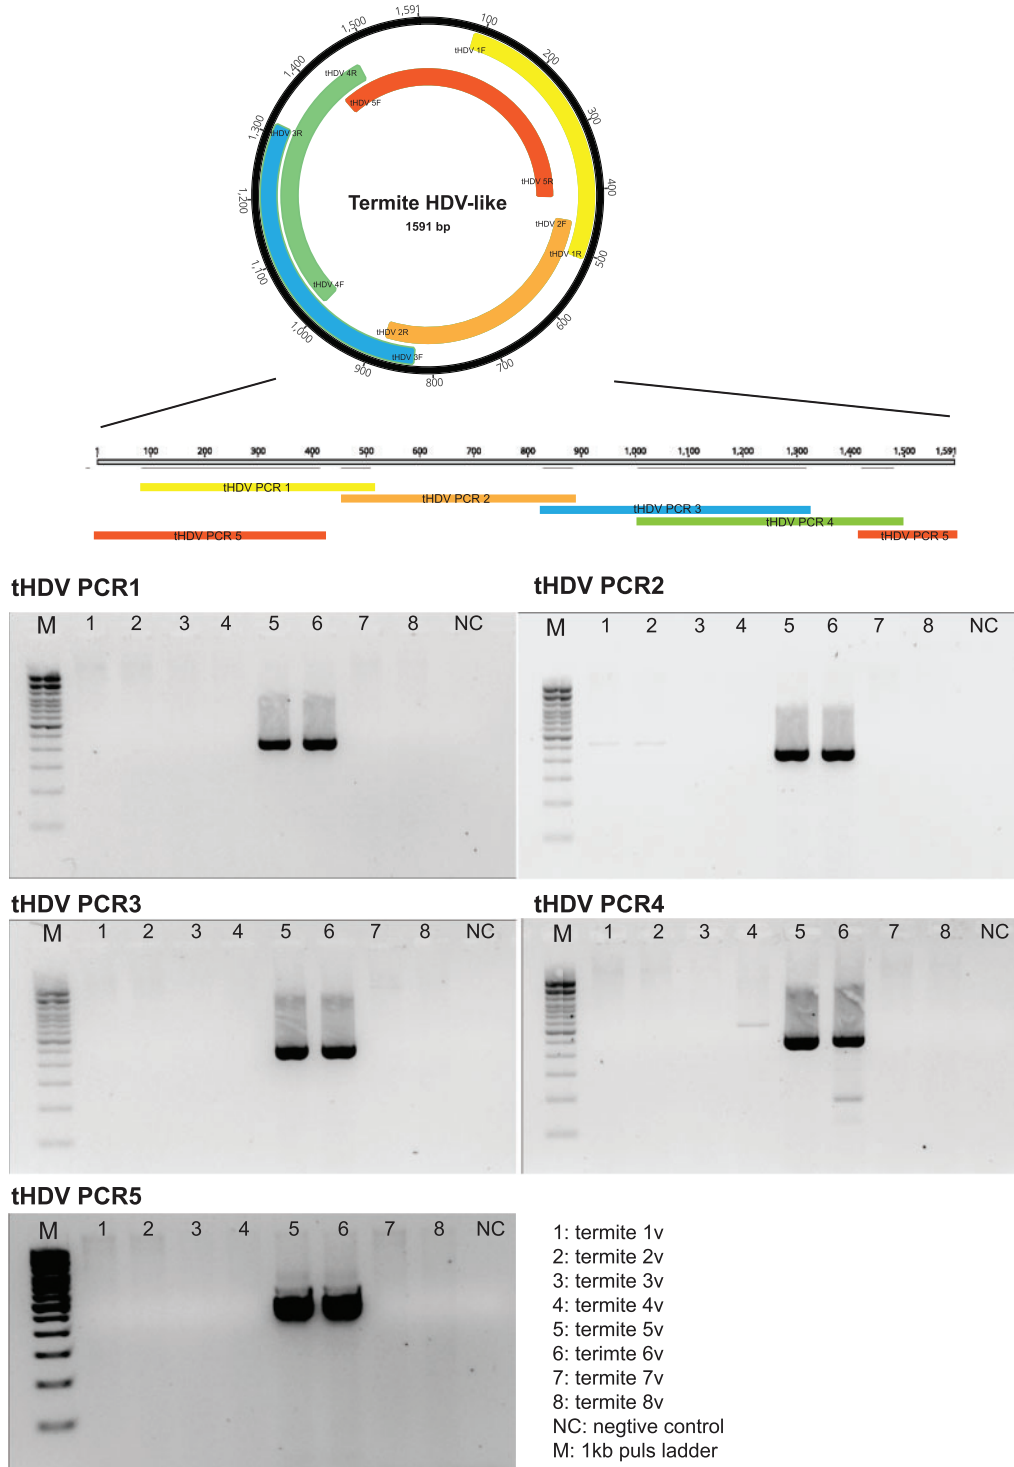 1,591
100
1,500
200
1,400
300
1,300
400
1,200
500
1,100
600
1,000
700
900
800
tHDV 1F
tHDV 4R
tHDV 5F
tHDV 3R
tHDV 5R
Termite HDV-like
1591 bp
tHDV 2F
tHDV 1R
tHDV 4F
tHDV 2R
tHDV 3F
1 100 200 300 400 500 600 700 800 900 1,000 1,100 1,200 1,300 1,400 1,500 1,591
tHDV PCR 1
tHDV PCR 2
tHDV PCR 3
tHDV PCR 4
tHDV PCR 5 tHDV PCR 5
tHDV PCR1
M 1 2 3 4 5 6 7 8 NC
tHDV PCR2
M 1 2 3 4 5 6 7 8 NC
tHDV PCR3
M 1 2 3 4 5 6 7 8 NC
tHDV PCR4
M 1 2 3 4 5 6 7 8 NC
tHDV PCR5
M 1 2 3 4 5 6 7 8 NC
1: termite 1v
2: termite 2v
3: termite 3v
4: termite 4v
5: termite 5v
6: terimte 6v
7: termite 7v
8: termite 8v
NC: negtive control
M: 1kb puls ladder